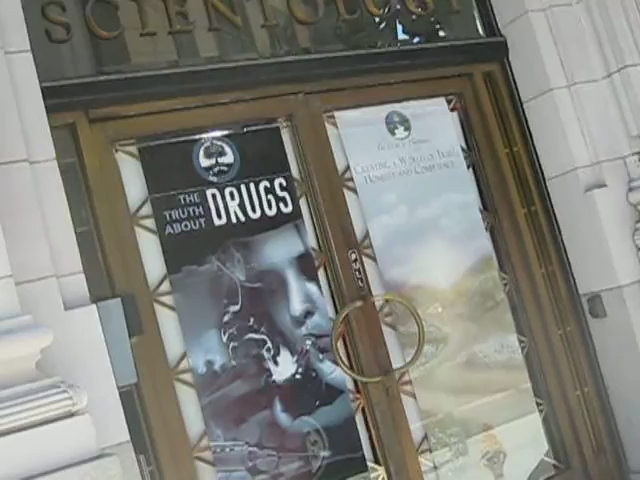 SCIENTOLOGY
THE
TRUTH
ABOUT
DRUGS
CREATING A WORLD OF TRUST,
HONESTY AND COMPETENCE